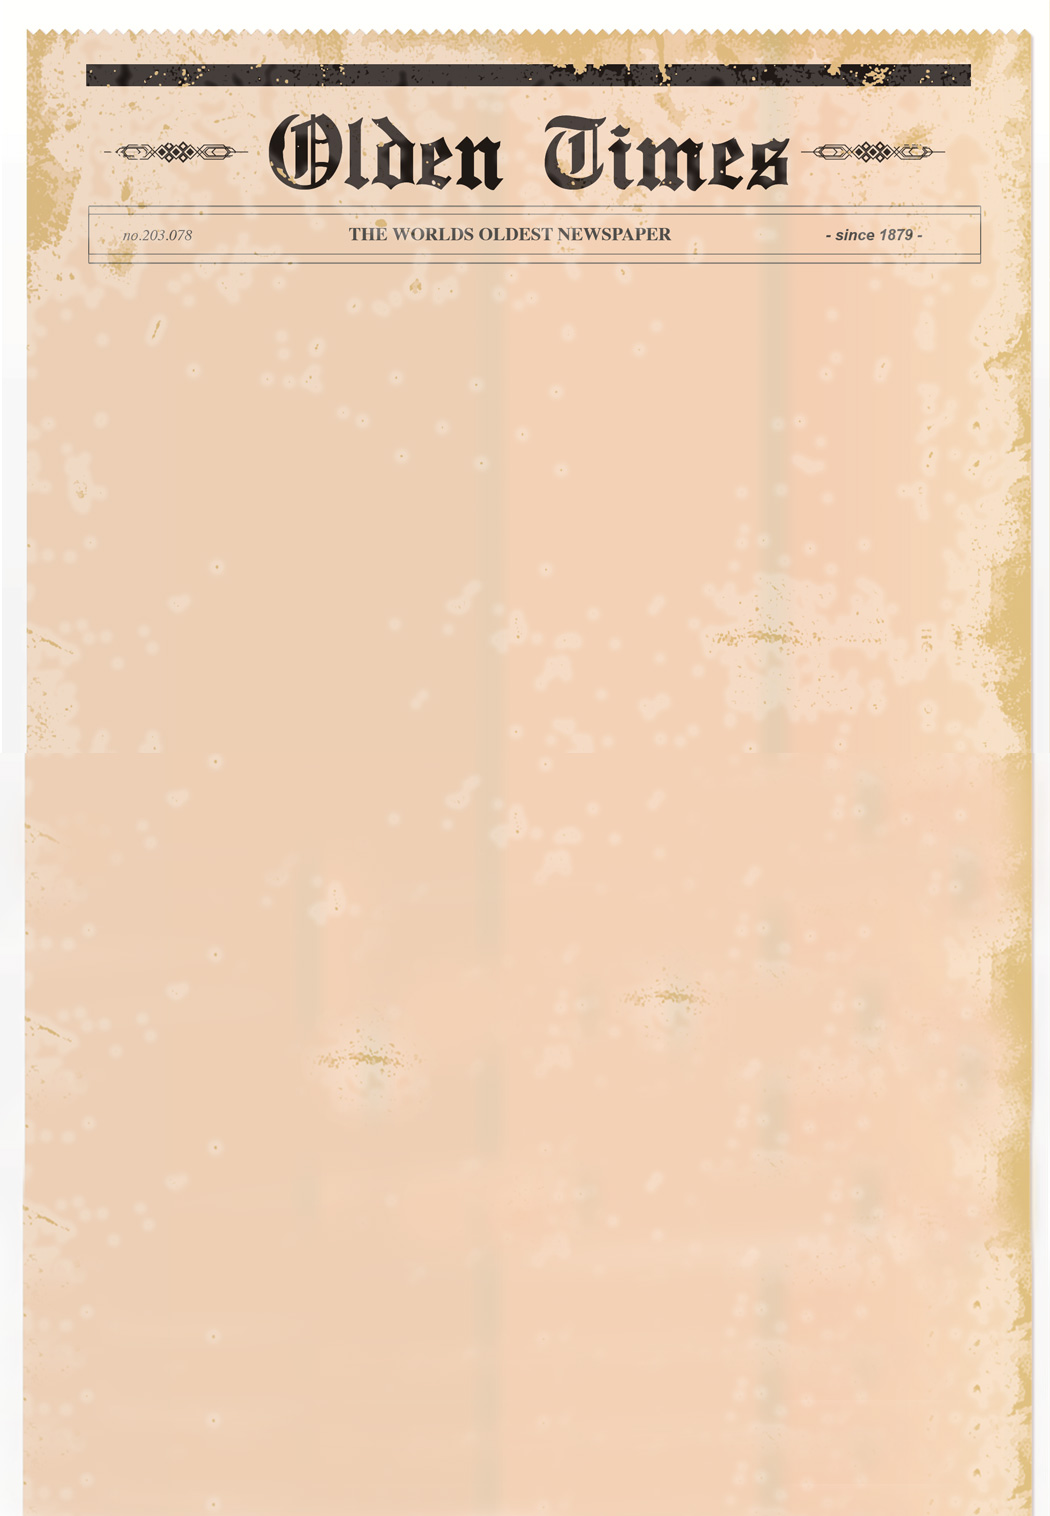 Olden Times
no.203.078 THE WORLDS OLDEST NEWSPAPER - since 1879 -